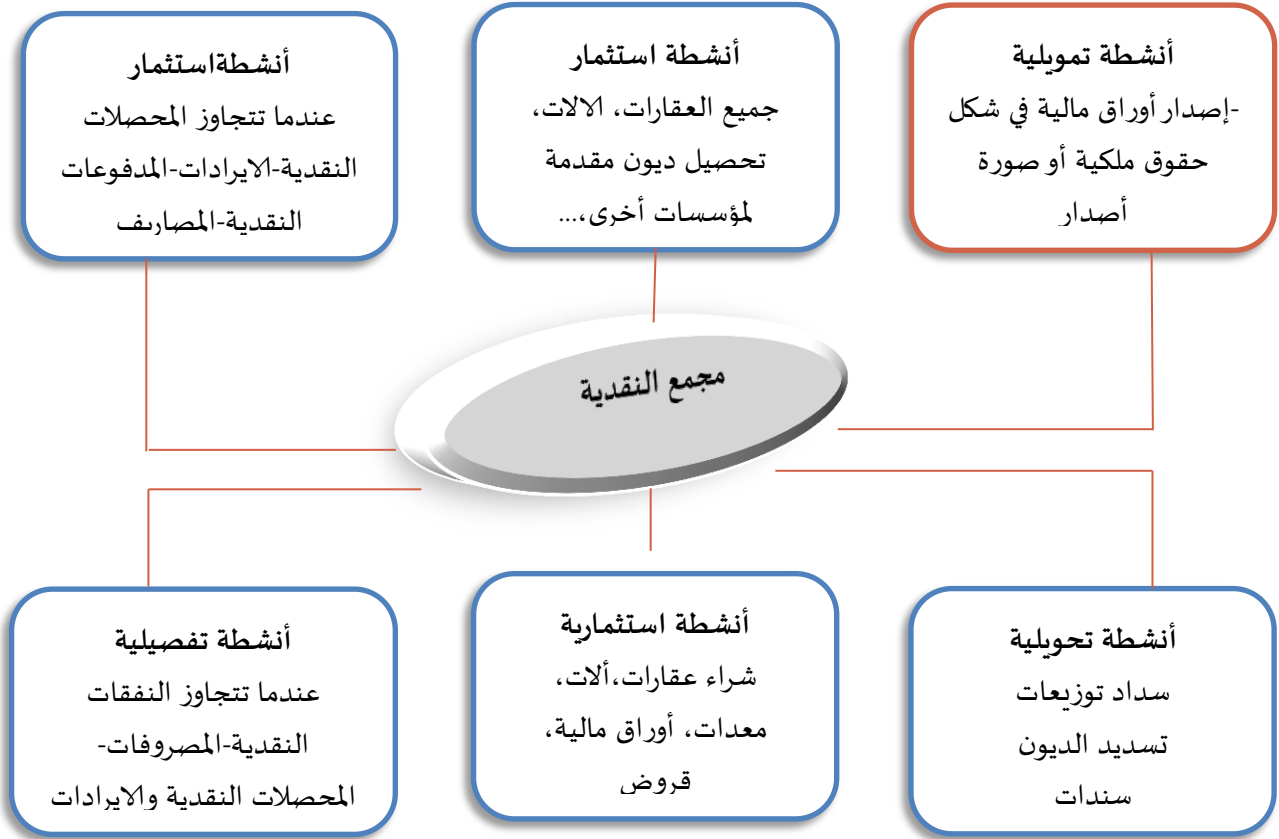 أنشطة تمويلية
-إصدار أوراق مالية في شكل
حقوق ملكية أو صورة
أصدار
أنشطة استثمار
جميع العقارات، الالات،
تحصيل ديون مقدمة
لمؤسسات أخرى،...
أنشطةاستثمار
عندما تتجاوز المحصلات
النقدية-الايرادات-المدفوعات
النقدية-المصاريف
مجمع النقدية
أنشطة تحويلية
سداد توزيعات
تسديد الديون
سندات
أنشطة استثمارية
شراء عقارات،ألات،
معدات، أوراق مالية،
قروض
أنشطة تفصيلية
عندما تتجاوز النفقات
النقدية-المصروفات-
المحصلات النقدية والايرادات